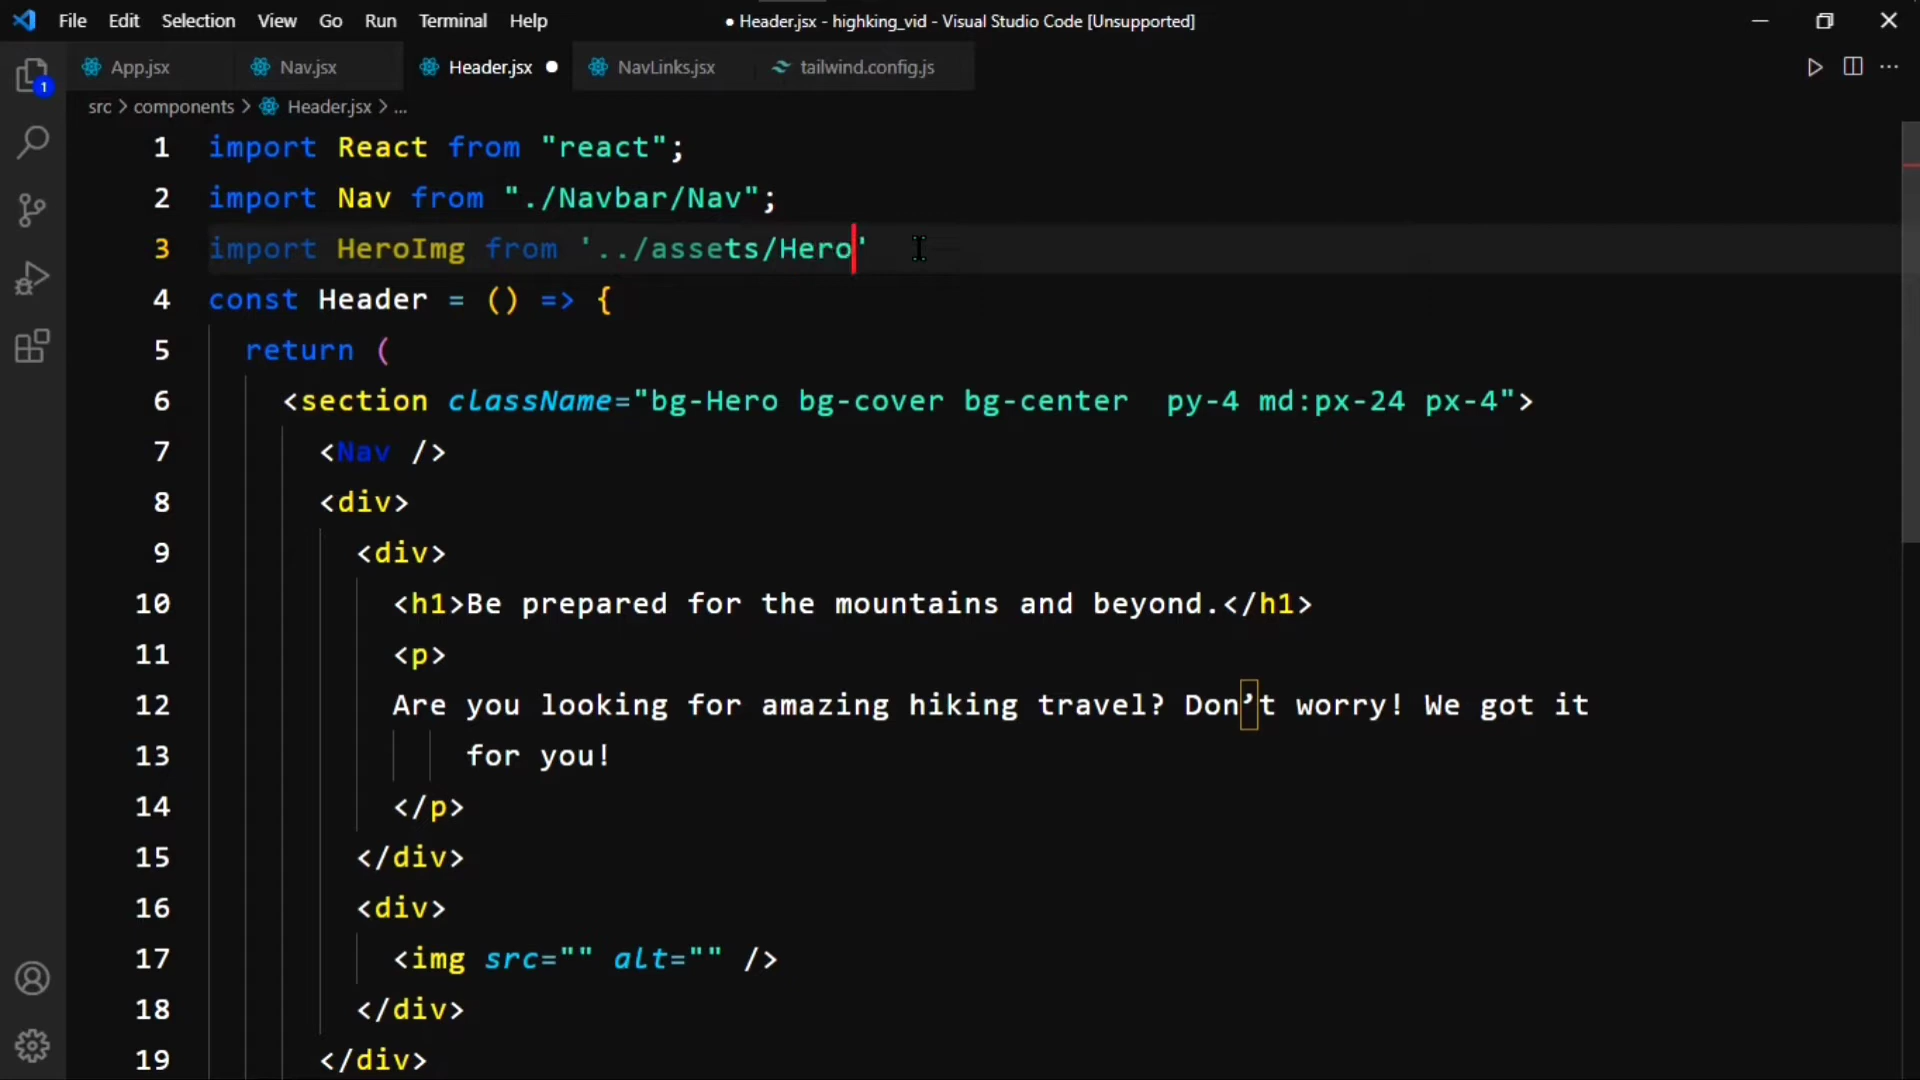 File Edit Selection View Go Run Terminal Help
● Header.jsx - highking_vid - Visual Studio Code [Unsupported]
App.jsx Nav.jsx Header.jsx ● NavLinks.jsx tailwind.config.js
1
src > components > Header.jsx > ...
1 import React from "react";
2 import Nav from "./Navbar/Nav";
3 import HeroImg from '../assets/Hero'
4 const Header = () => {
5 return (
6 <section className="bg-Hero bg-cover bg-center  py-4 md:px-24 px-4">
7 <Nav />
8 <div>
9 <div>
10 <h1>Be prepared for the mountains and beyond.</h1>
11 <p>
12 Are you looking for amazing hiking travel? Don’t worry! We got it
13 for you!
14 </p>
15 </div>
16 <div>
17 <img src="" alt="" />
18 </div>
19 </div>